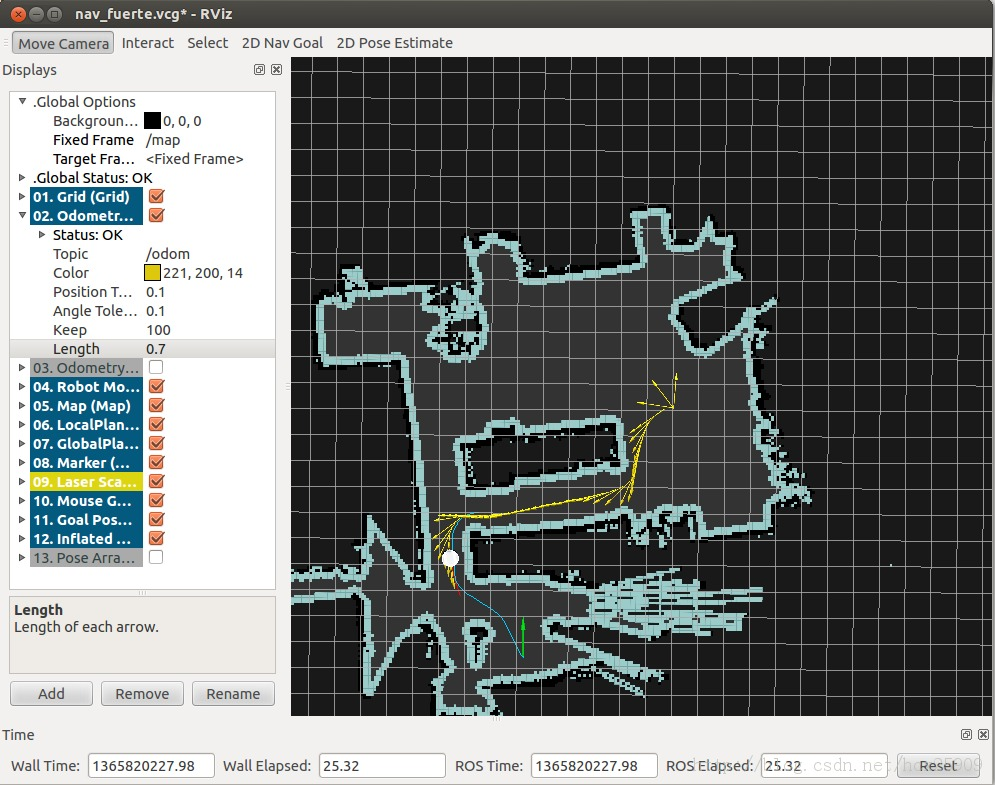 nav_fuerte.vcg* - RViz
Move Camera Interact Select 2D Nav Goal 2D Pose Estimate
Displays
.Global Options
Backgroun... 0, 0, 0
Fixed Frame /map
Target Fra... <Fixed Frame>
.Global Status: OK
01. Grid (Grid)
02. Odometr...
Status: OK
Topic /odom
Color 221, 200, 14
Position T... 0.1
Angle Tole... 0.1
Keep 100
Length 0.7
03. Odometry...
04. Robot Mo...
05. Map (Map)
06. LocalPlan...
07. GlobalPla...
08. Marker (...
09. Laser Sca...
10. Mouse G...
11. Goal Pos...
12. Inflated ...
13. Pose Arra...
Length
Length of each arrow.
Add Remove Rename
Time
Wall Time: 1365820227.98 Wall Elapsed: 25.32 ROS Time: 1365820227.98 ROS Elapsed: 25.32 Reset